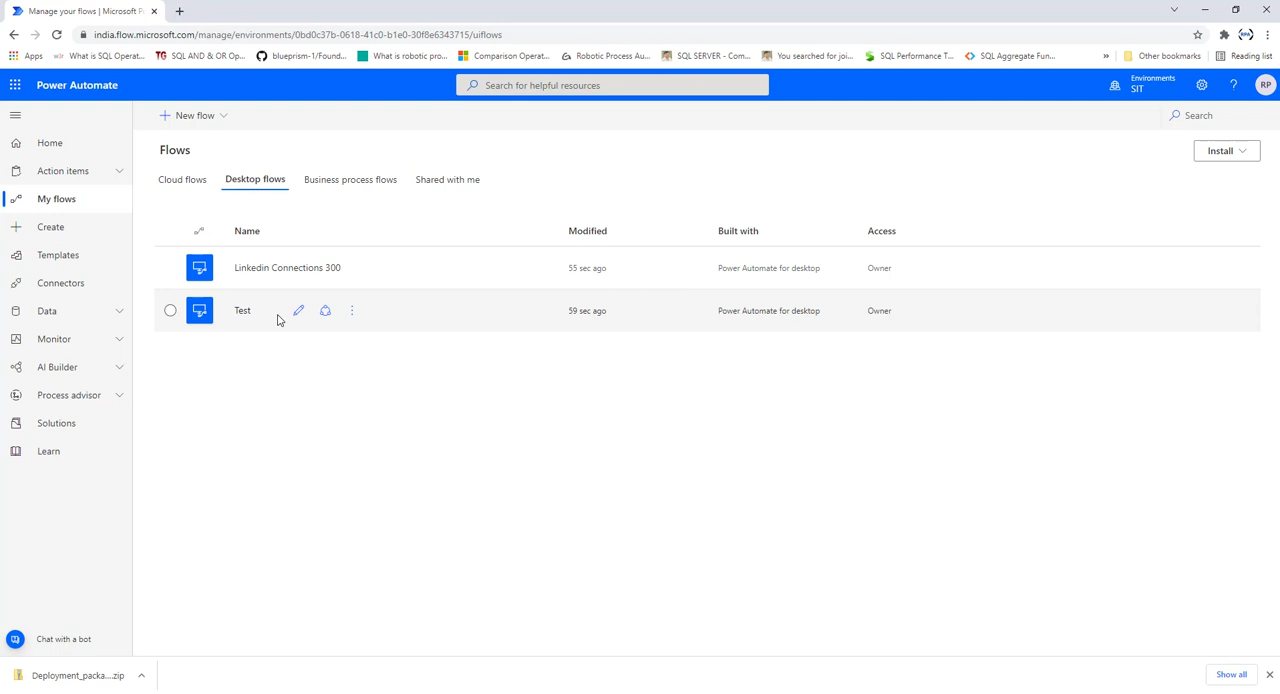 Manage your flows | Microsoft P
india.flow.microsoft.com/manage/environments/0bd0c37b-0618-41c0-b1e0-30f8e6343715/uiflows
Apps
What is SQL Operat...
SQL AND & OR Op...
blueprism-1/Found...
What is robotic pro...
Comparison Operat...
Robotic Process Au...
SQL SERVER - Com...
You searched for joi...
SQL Performance T...
SQL Aggregate Fun...
»
Other bookmarks
Reading list
Power Automate
Search for helpful resources
Environments
SIT
?
RP
New flow
Search
Flows
Install
Cloud flows
Desktop flows
Business process flows
Shared with me
Home
Action items
My flows
Create
Templates
Connectors
Data
Monitor
AI Builder
Process advisor
Solutions
Learn
Chat with a bot
Name Modified Built with Access
Linkedin Connections 300 55 sec ago Power Automate for desktop Owner
Test 59 sec ago Power Automate for desktop Owner
Deployment_packa....zip
Show all